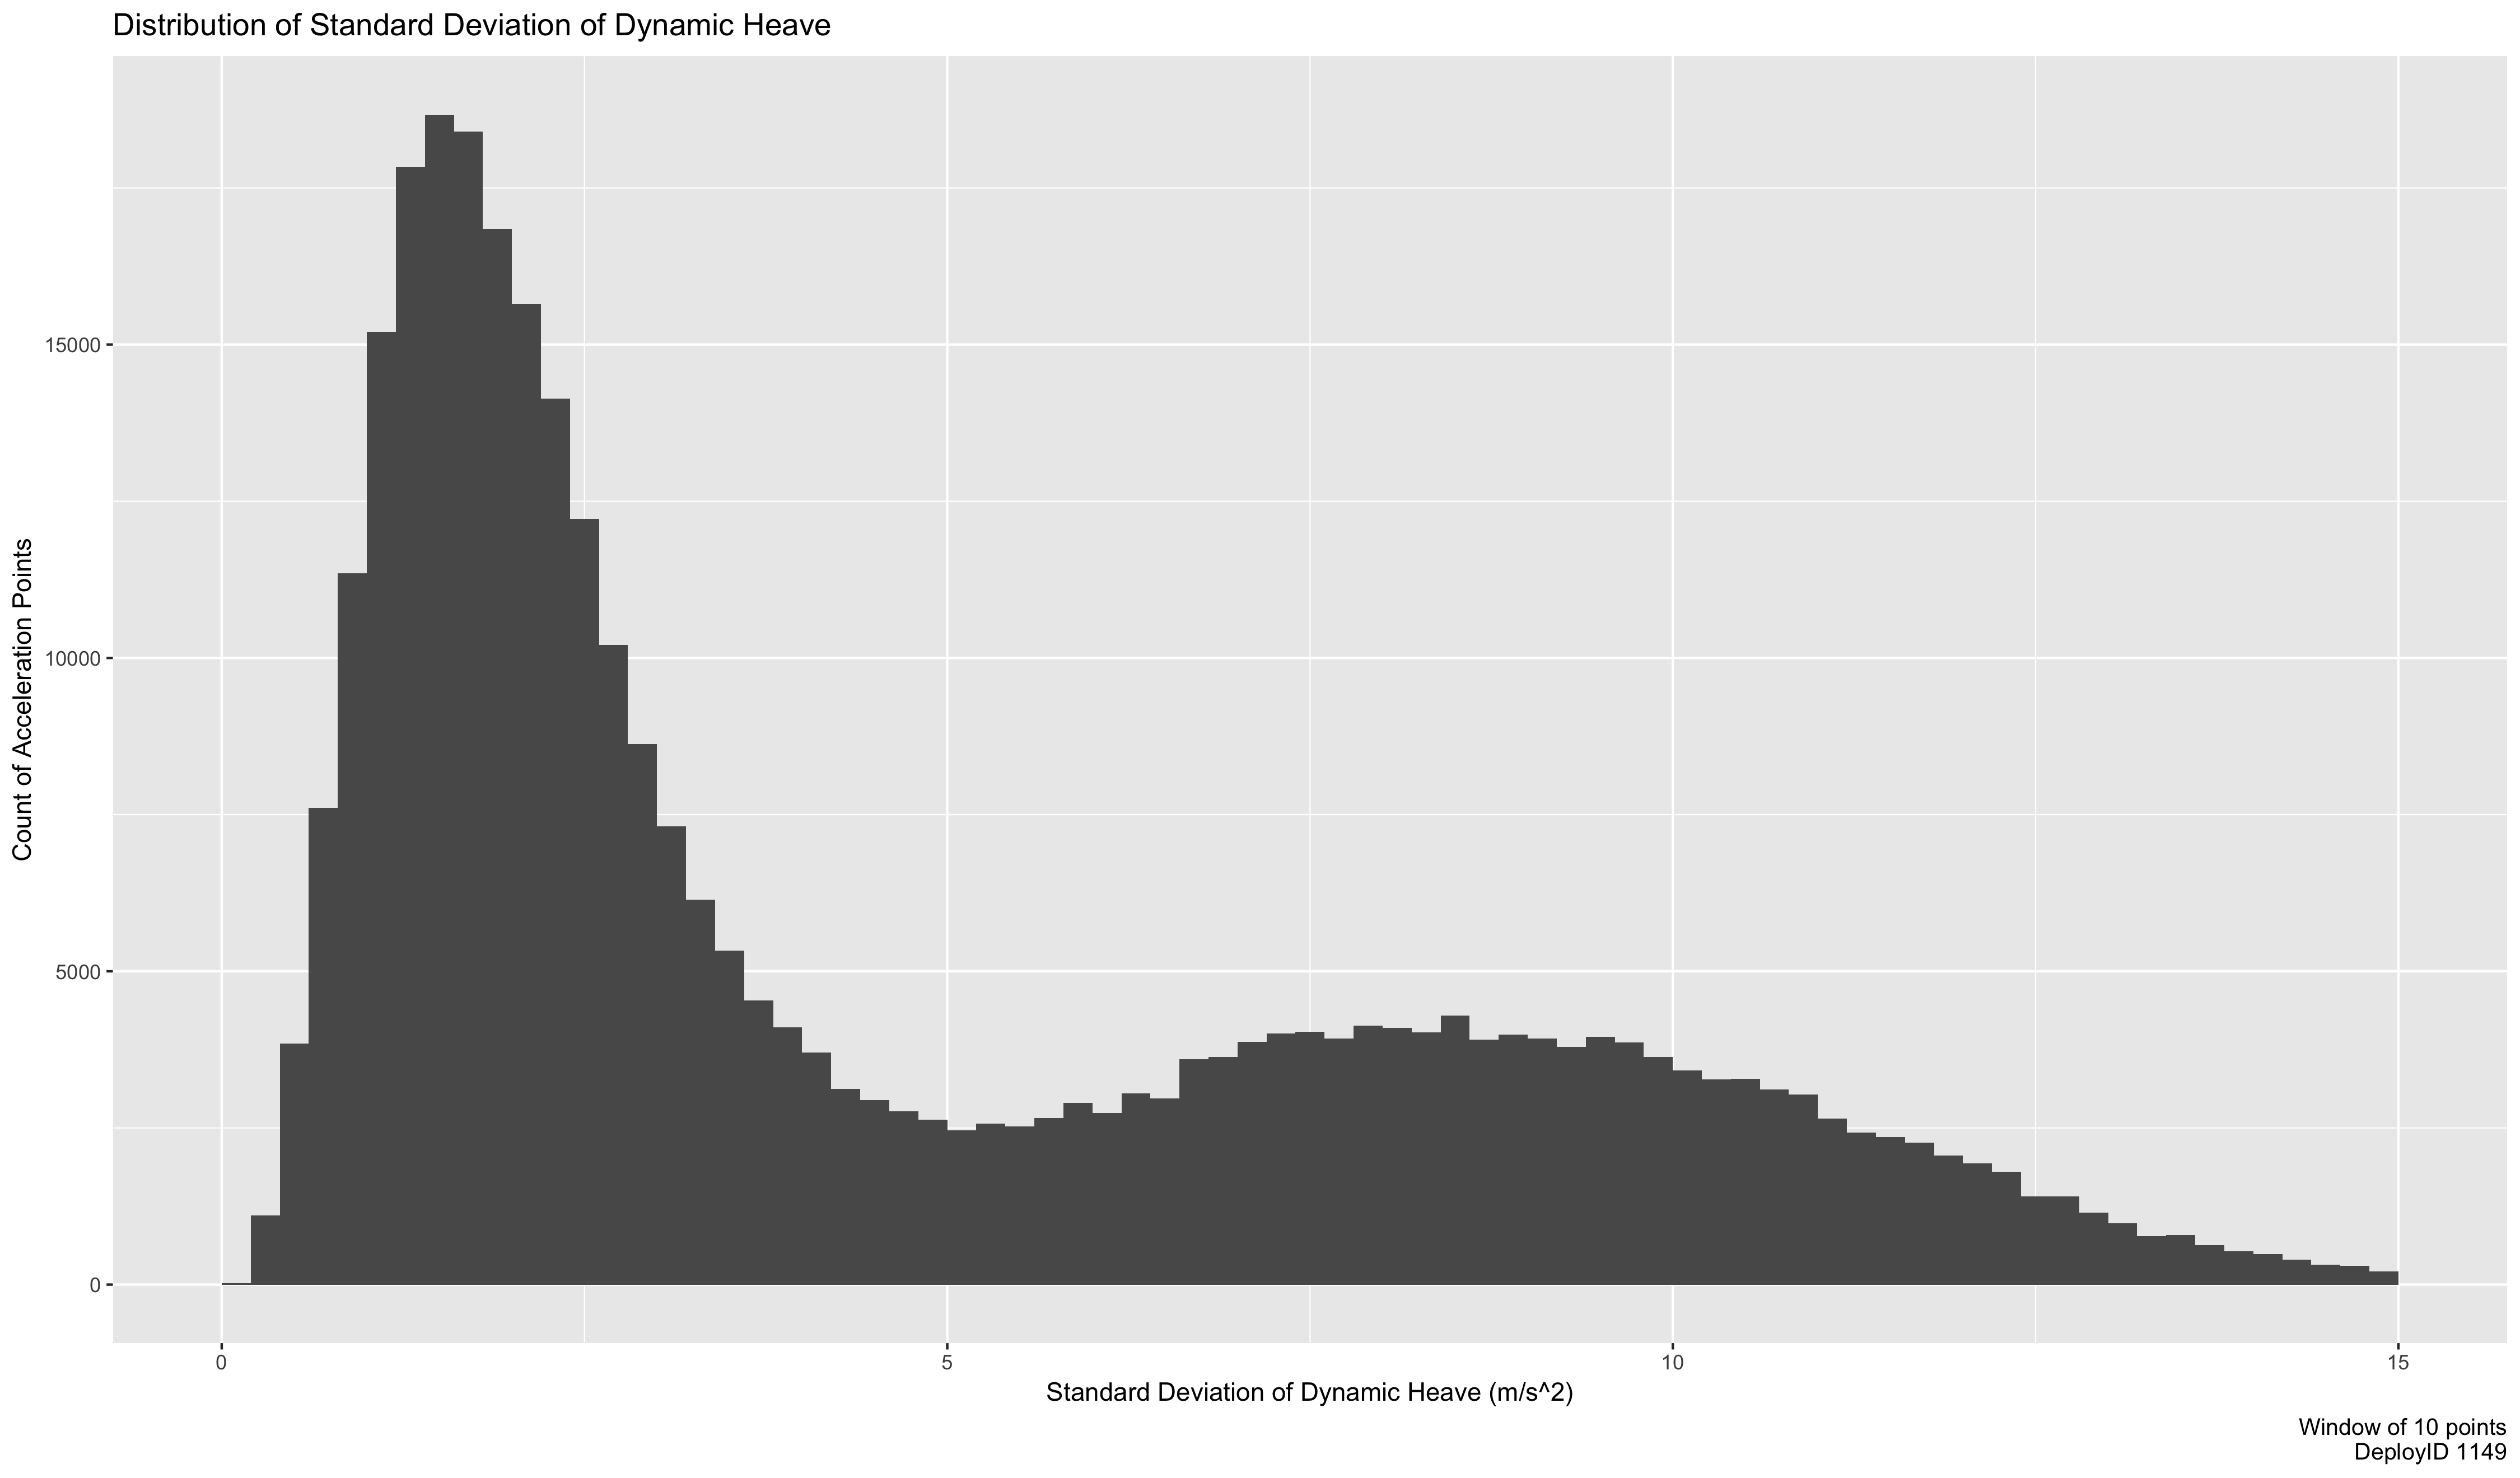 Distribution of Standard Deviation of Dynamic Heave
Count of Acceleration Points
15000
10000
5000
0
0
5
10
15
Standard Deviation of Dynamic Heave (m/s^2)
Window of 10 points
DeployID 1149